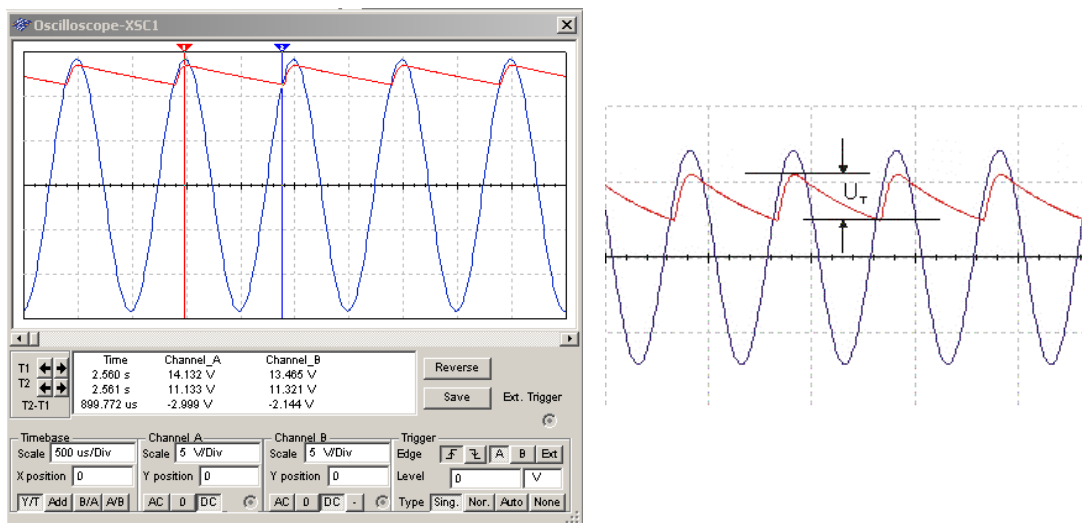 Oscilloscope-XSC1
1 2
Time Channel_A Channel_B
T1 2.560 s 14.132 V 13.465 V
T2 2.561 s 11.133 V 11.321 V
T2-T1 899.772 us -2.999 V -2.144 V
Reverse
Save
Ext. Trigger
Timebase Channel A Channel B Trigger
Scale 500 us/Div Scale 5 V/Div Scale 5 V/Div Edge A B Ext
X position 0 Y position 0 Y position 0 Level 0 V
Y/T Add B/A A/B AC 0 DC AC 0 DC - Type Sing. Nor. Auto None
UT